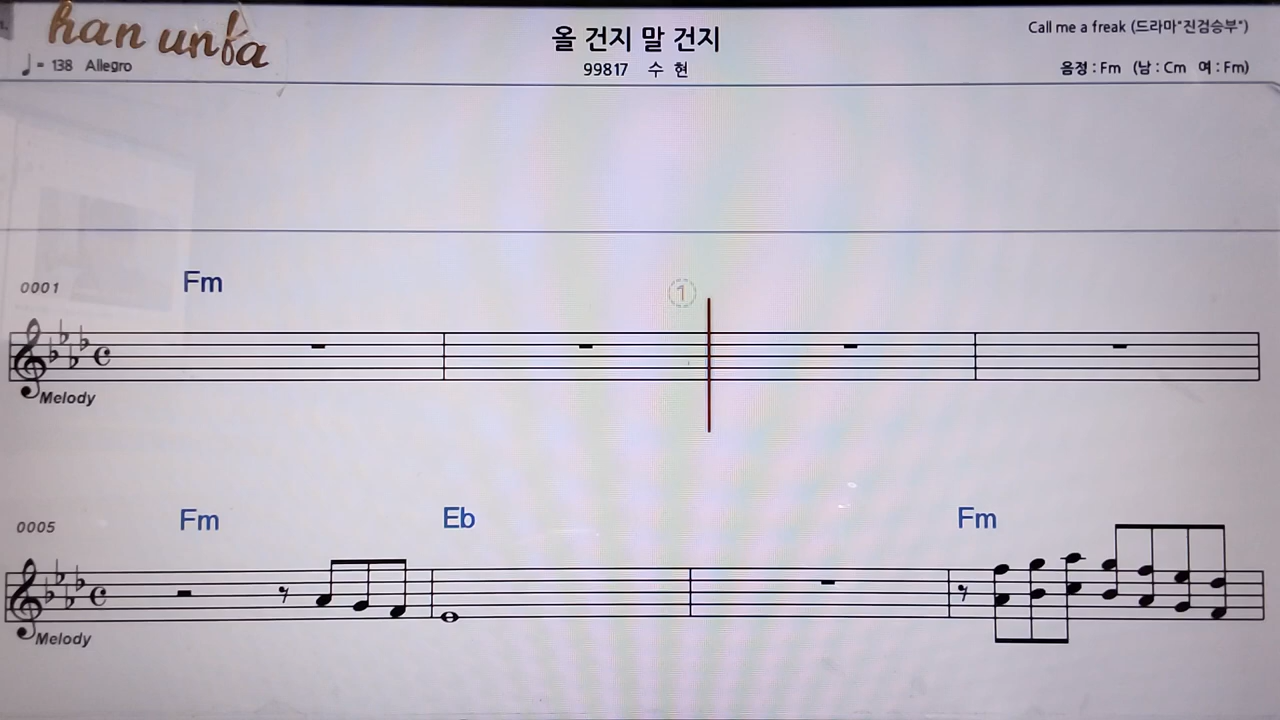 han unfa
올 건지 말 건지
Call me a freak (드라마"진검승부")
♩= 138 Allegro
99817 수 현
음정 : Fm (남 : Cm 여 : Fm)
0001 Fm ①
Melody
0005 Fm Eb Fm
Melody